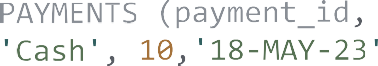 PAYMENTS (payment_id,
'Cash', 10,'18-MAY-23'